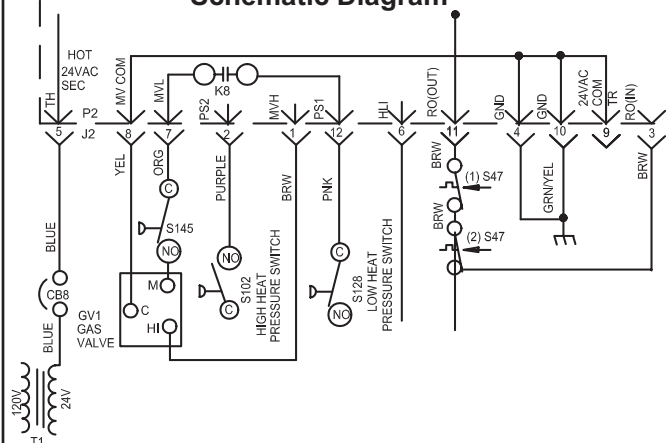 Schematic Diagram
HOT
24VAC
SEC
TH
MV COM
MVL
K8
PS2
MVH
PS1
HLI
RO(OUT)
GND
GND
24VAC
COM
TR
RO(IN)
P2
J2
5
8
7
2
1
12
6
11
4
10
9
3
BLUE
YEL
ORG
PURPLE
BRW
PNK
BRW
BRW
GRN/YEL
BRW
(1) S47
(2) S47
C
S145
NO
NO
S102
HIGH HEAT
PRESSURE SWITCH
C
C
S128
LOW HEAT
PRESSURE SWITCH
NO
CB8
BLUE
GV1
GAS
VALVE
M
C
HI
120V
24V
T1